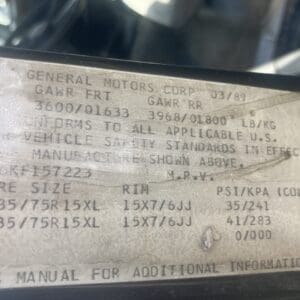 GENERAL MOTORS CORP 03/89
GAWR FRT GAWR RR
3600/01633 3968/01800 LB/KG
CONFORMS TO ALL APPLICABLE U.S.
VEHICLE SAFETY STANDARDS IN EFFECT
MANUFACTURE SHOWN ABOVE.
KF157223 M.P.V.
RE SIZE RIM PSI/KPA (COL
35/75R15XL 15X7/6JJ 35/241
35/75R15XL 15X7/6JJ 41/283
0/000
MANUAL FOR ADDITIONAL INFORMATIO